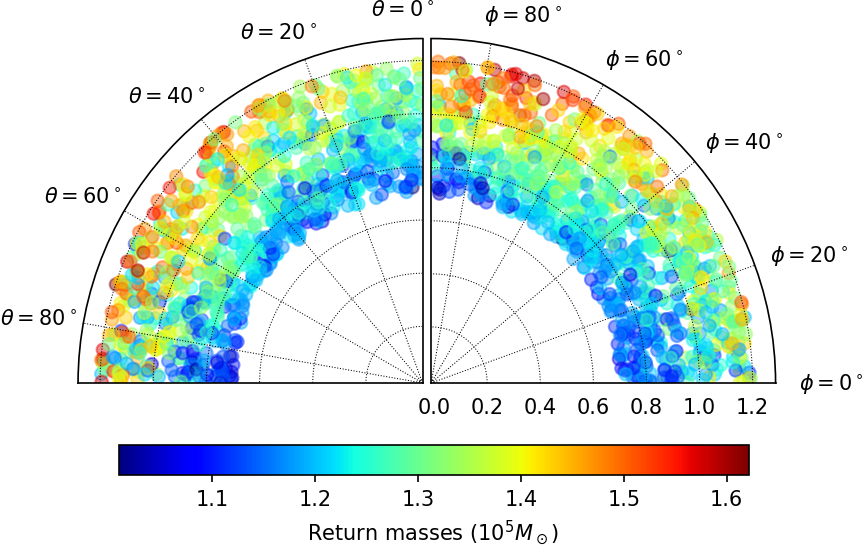 θ = 0° ϕ = 80°
θ = 20° ϕ = 60°
θ = 40° ϕ = 40°
θ = 60° ϕ = 20°
θ = 80° ϕ = 0°
0.0 0.2 0.4 0.6 0.8 1.0 1.2
1.1 1.2 1.3 1.4 1.5 1.6
Return masses (10⁵M☉)